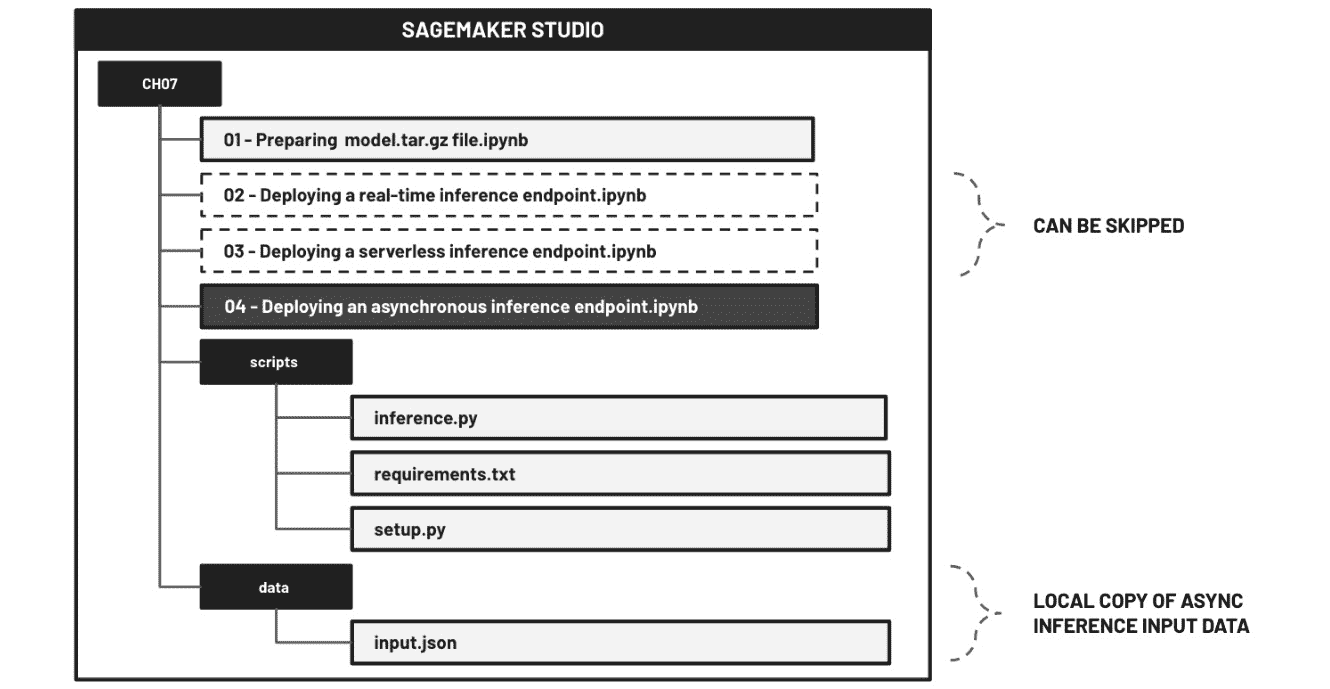 SAGEMAKER STUDIO
CH07
01 - Preparing model.tar.gz file.ipynb
02 - Deploying a real-time inference endpoint.ipynb
CAN BE SKIPPED
03 - Deploying a serverless inference endpoint.ipynb
04 - Deploying an asynchronous inference endpoint.ipynb
scripts
inference.py
requirements.txt
setup.py
data
input.json
LOCAL COPY OF ASYNC
INFERENCE INPUT DATA